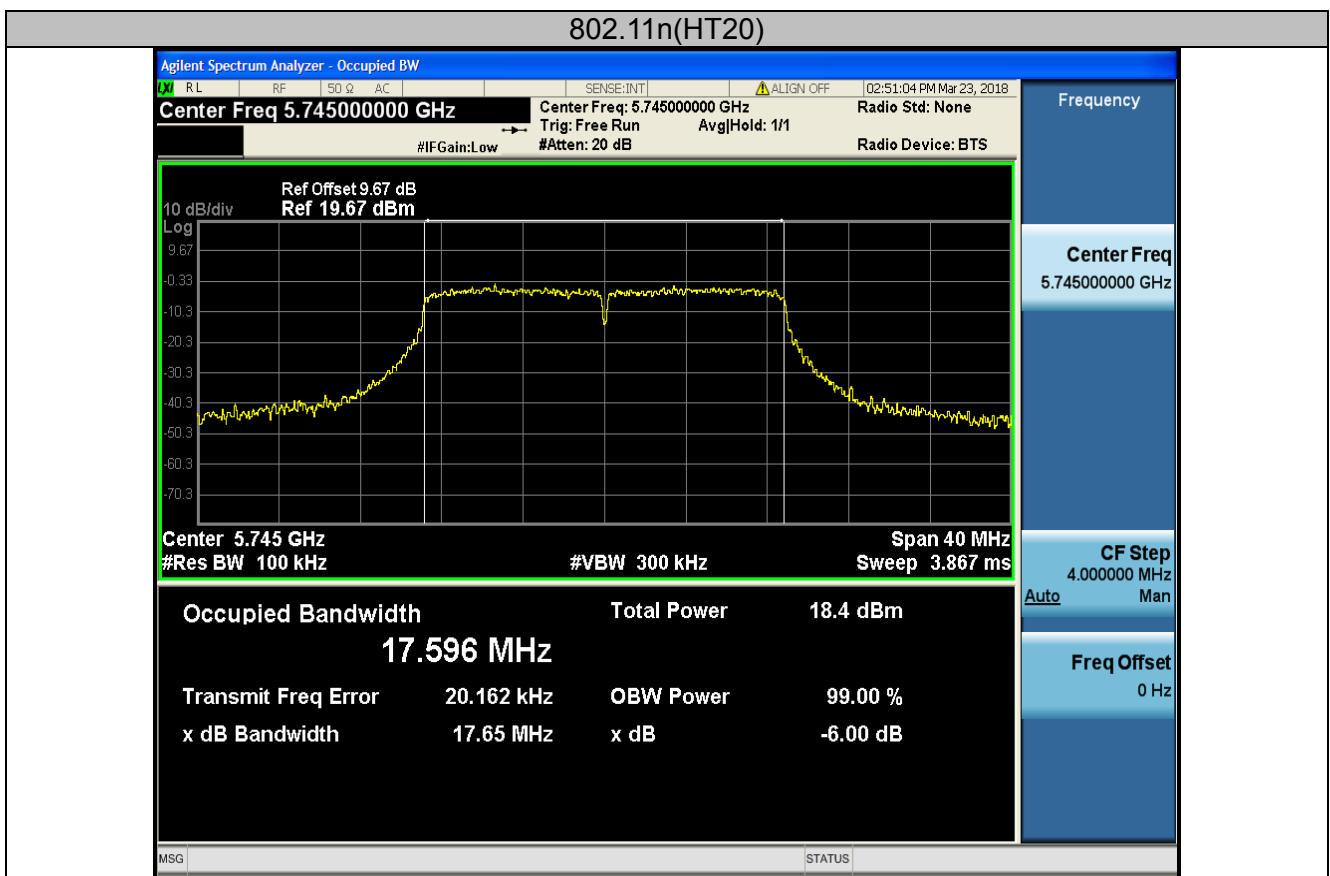 802.11n(HT20)
Agilent Spectrum Analyzer - Occupied BW
LXI RL RF 50 Ω AC SENSE:INT ALIGN OFF 02:51:04 PM Mar 23, 2018
Center Freq 5.745000000 GHz
Center Freq: 5.745000000 GHz
Radio Std: None
Trig: Free Run Avg|Hold: 1/1
#IFGain:Low
#Atten: 20 dB
Radio Device: BTS
Ref Offset 9.67 dB
10 dB/div Ref 19.67 dBm
Log
9.67
-0.33
-10.3
-20.3
-30.3
-40.3
-50.3
-60.3
-70.3
Center 5.745 GHz Span 40 MHz
#Res BW 100 kHz #VBW 300 kHz Sweep 3.867 ms
Occupied Bandwidth Total Power 18.4 dBm
17.596 MHz
Transmit Freq Error 20.162 kHz OBW Power 99.00 %
x dB Bandwidth 17.65 MHz x dB -6.00 dB
Frequency
Center Freq
5.745000000 GHz
CF Step
4.000000 MHz
Auto Man
Freq Offset
0 Hz
MSG STATUS